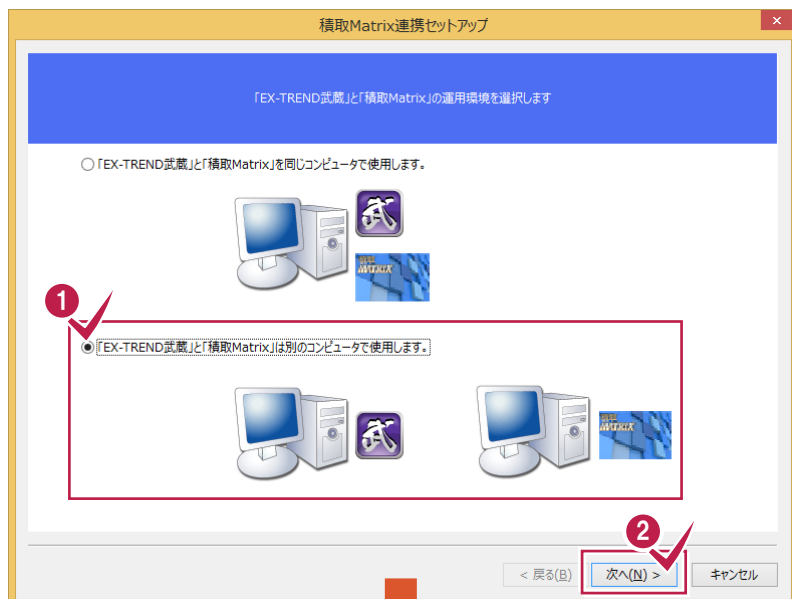 積取Matrix連携セットアップ
「EX-TREND武蔵」と「積取Matrix」の運用環境を選択します
「EX-TREND武蔵」と「積取Matrix」を同じコンピュータで使用します。
武
MATRIX
1
「EX-TREND武蔵」と「積取Matrix」は別のコンピュータで使用します。
武
MATRIX
2
< 戻る(B)
次へ(N) >
キャンセル